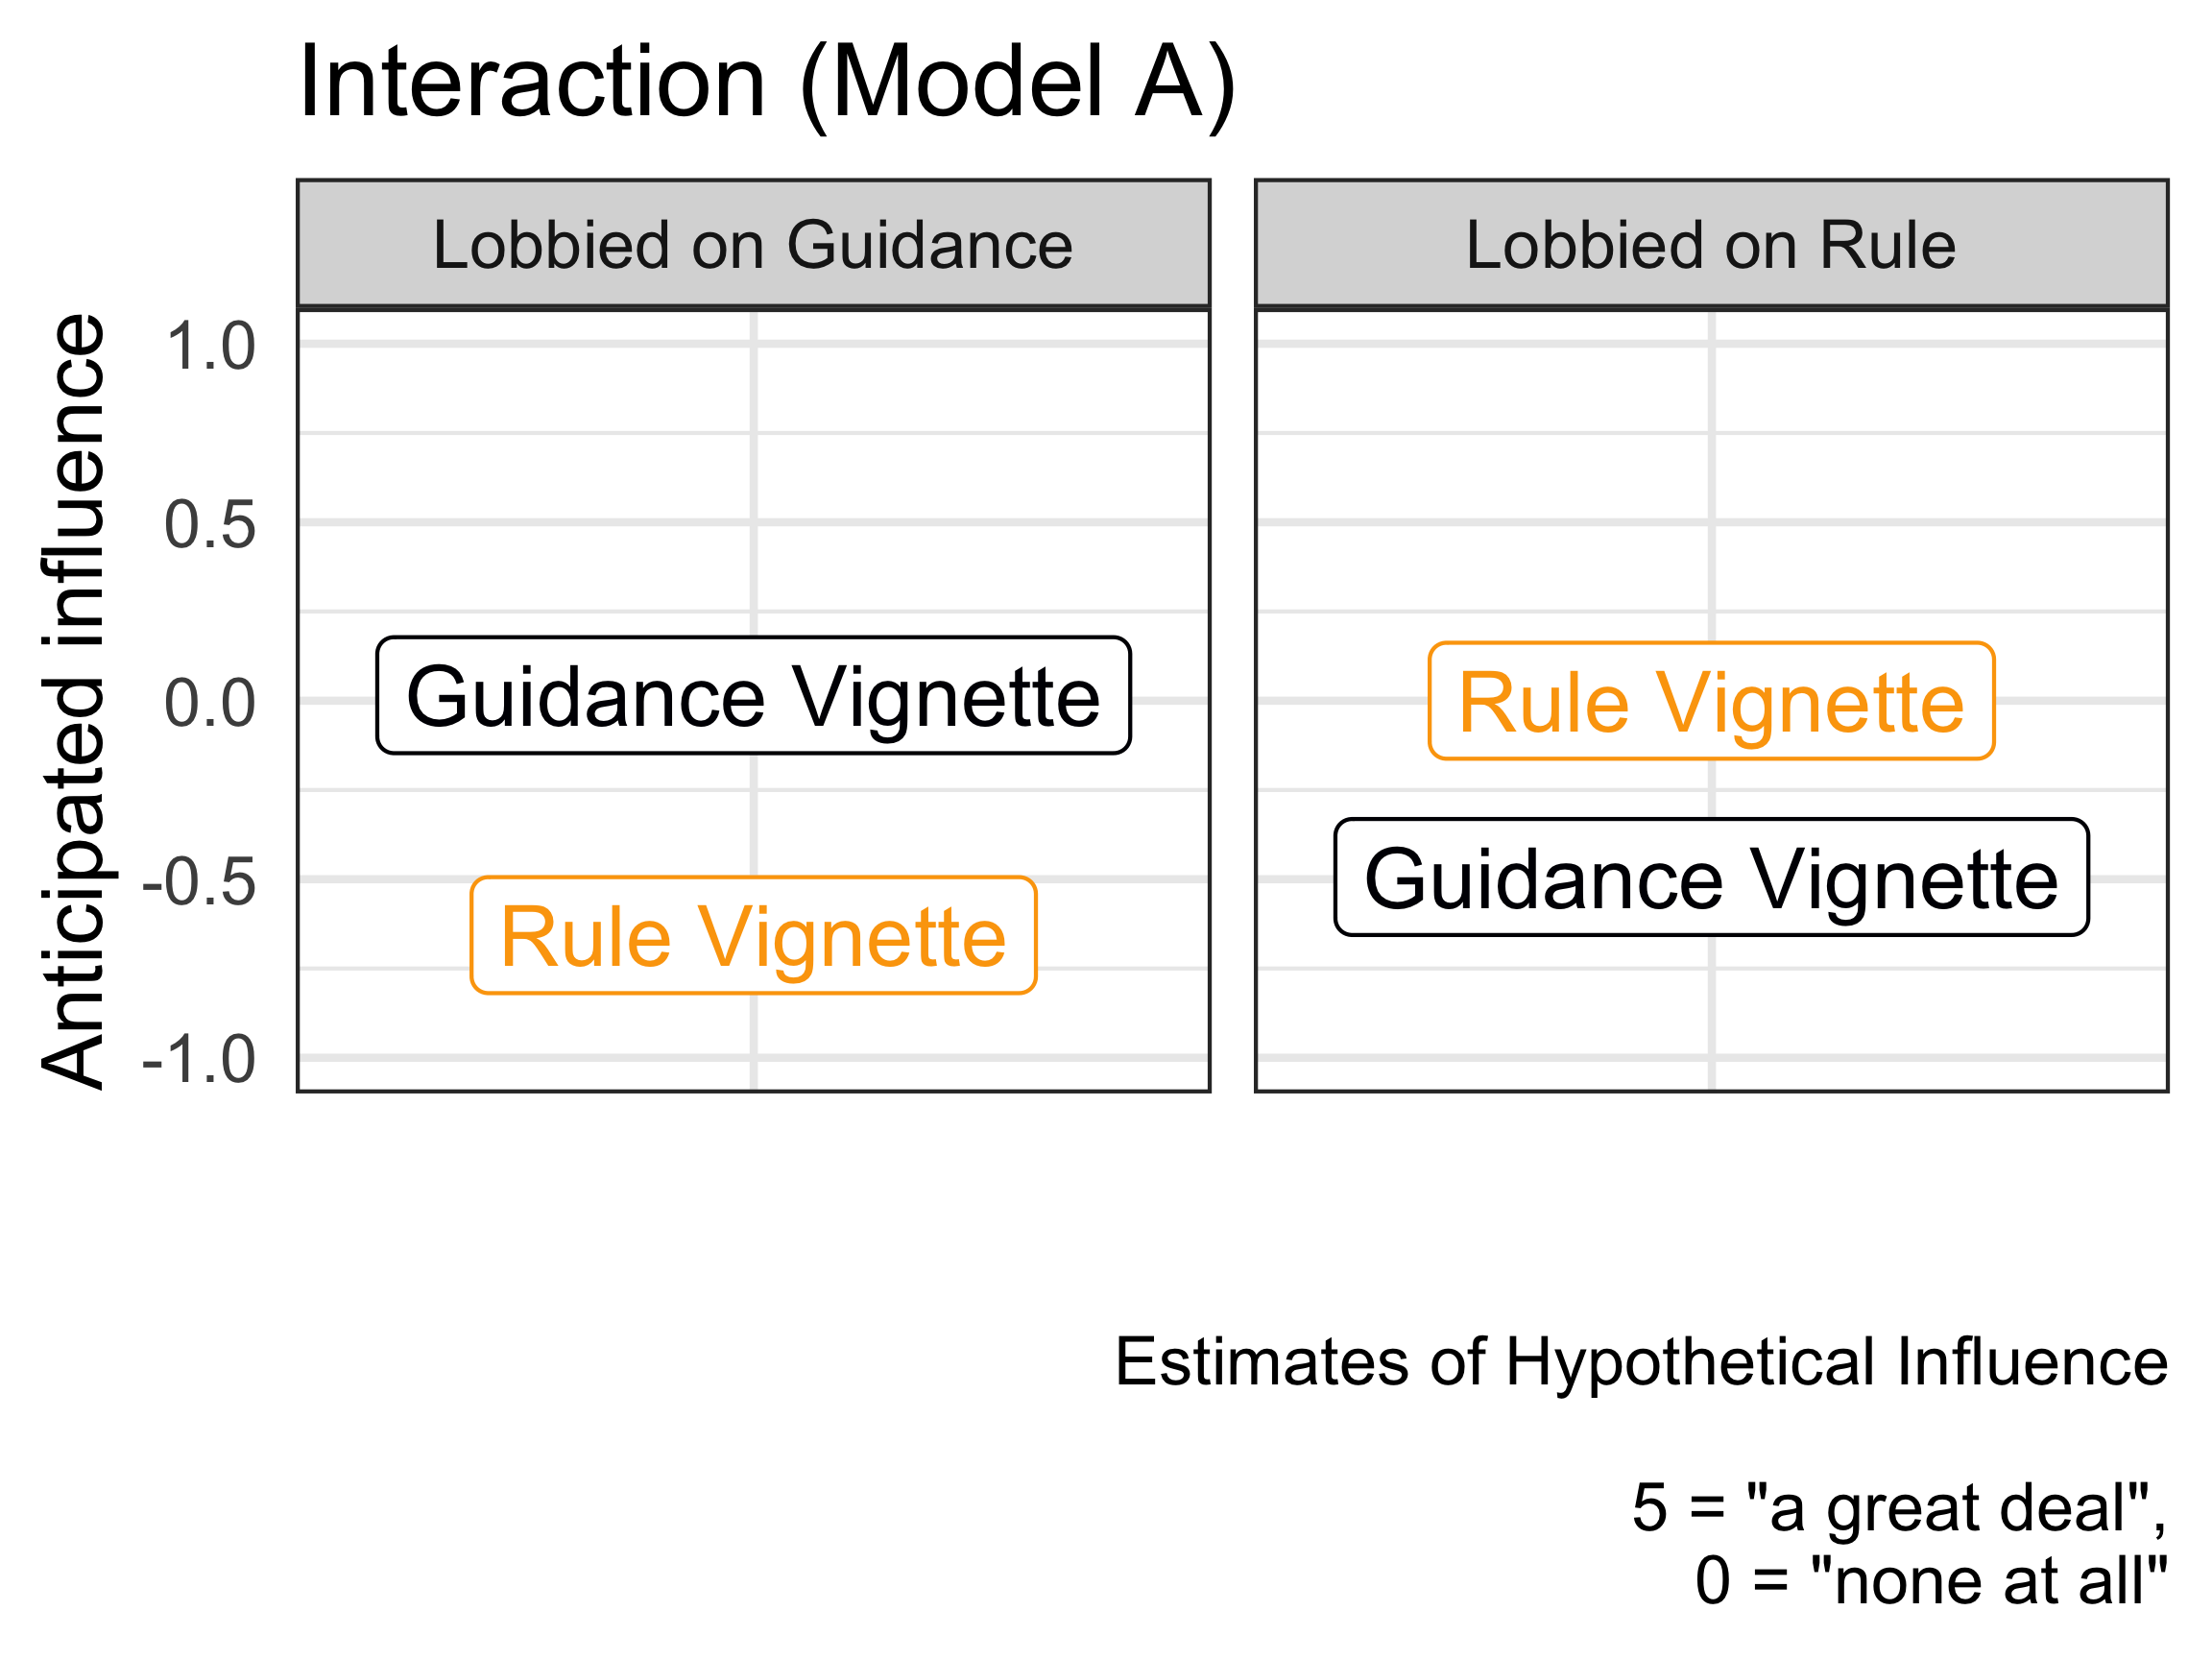 Interaction (Model A)
Lobbied on Guidance
Lobbied on Rule
Anticipated influence
1.0
0.5
0.0
-0.5
-1.0
Guidance Vignette
Rule Vignette
Rule Vignette
Guidance Vignette
Estimates of Hypothetical Influence
5 = "a great deal",
0 = "none at all"